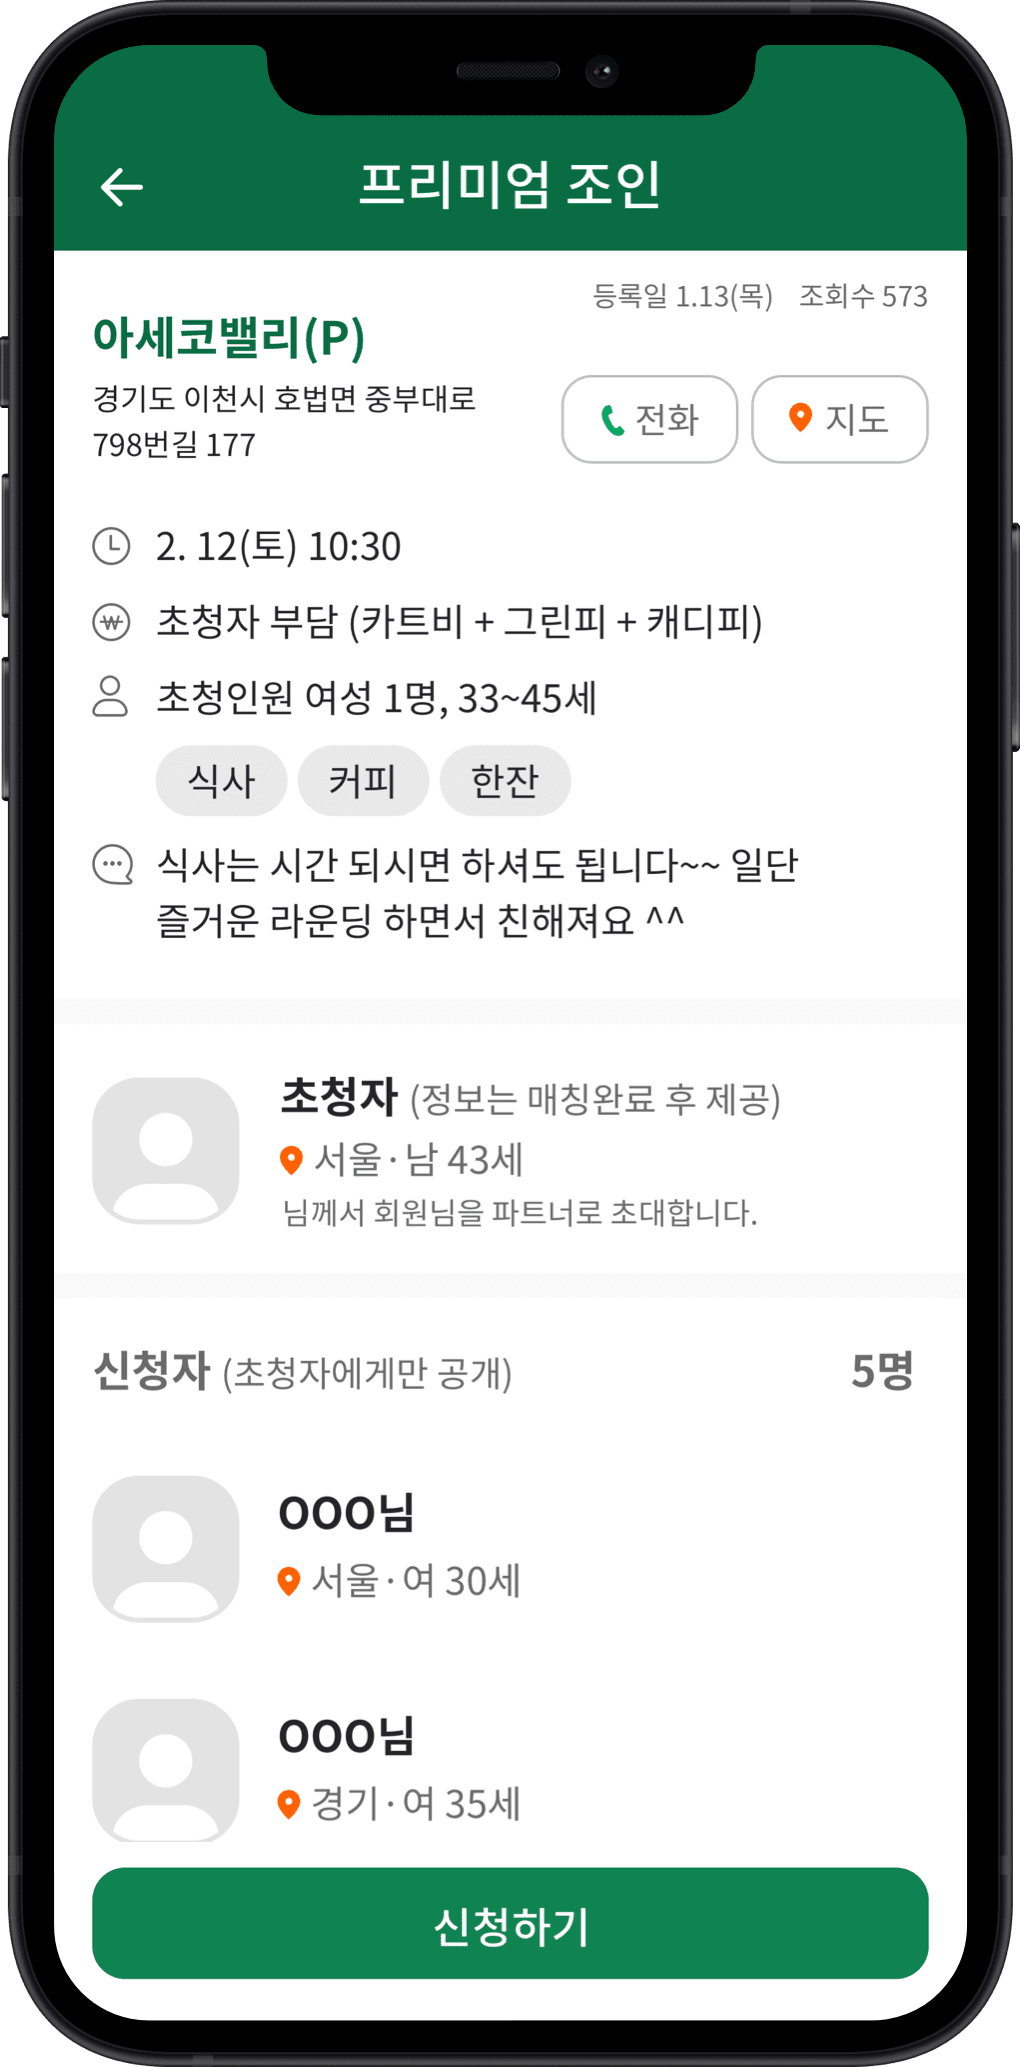 프리미엄 조인
등록일 1.13(목) 조회수 573
아세코밸리(P)
경기도 이천시 호법면 중부대로
798번길 177
전화 지도
2. 12(토) 10:30
초청자 부담 (카트비 + 그린피 + 캐디피)
초청인원 여성 1명, 33~45세
식사 커피 한잔
식사는 시간 되시면 하셔도 됩니다~~ 일단
즐거운 라운딩 하면서 친해져요 ^^
초청자 (정보는 매칭완료 후 제공)
서울·남 43세
님께서 회원님을 파트너로 초대합니다.
신청자 (초청자에게만 공개) 5명
OOO님
서울·여 30세
OOO님
경기·여 35세
신청하기